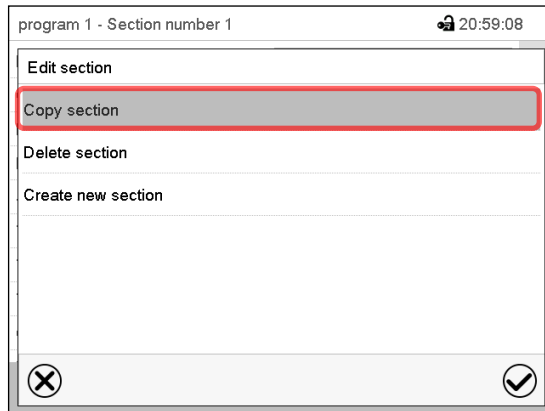 program 1 - Section number 1 20:59:08
Edit section
Copy section
Delete section
Create new section